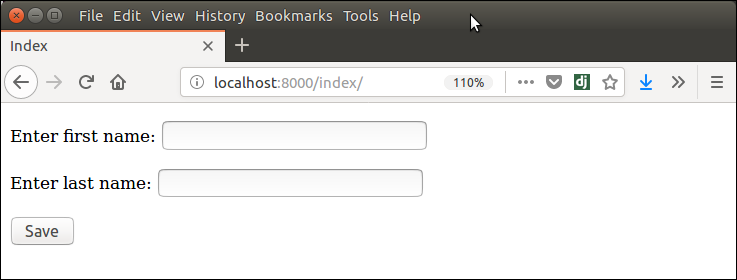 File Edit View History Bookmarks Tools Help
Index
localhost:8000/index/ 110% dj
Enter first name:
Enter last name:
Save